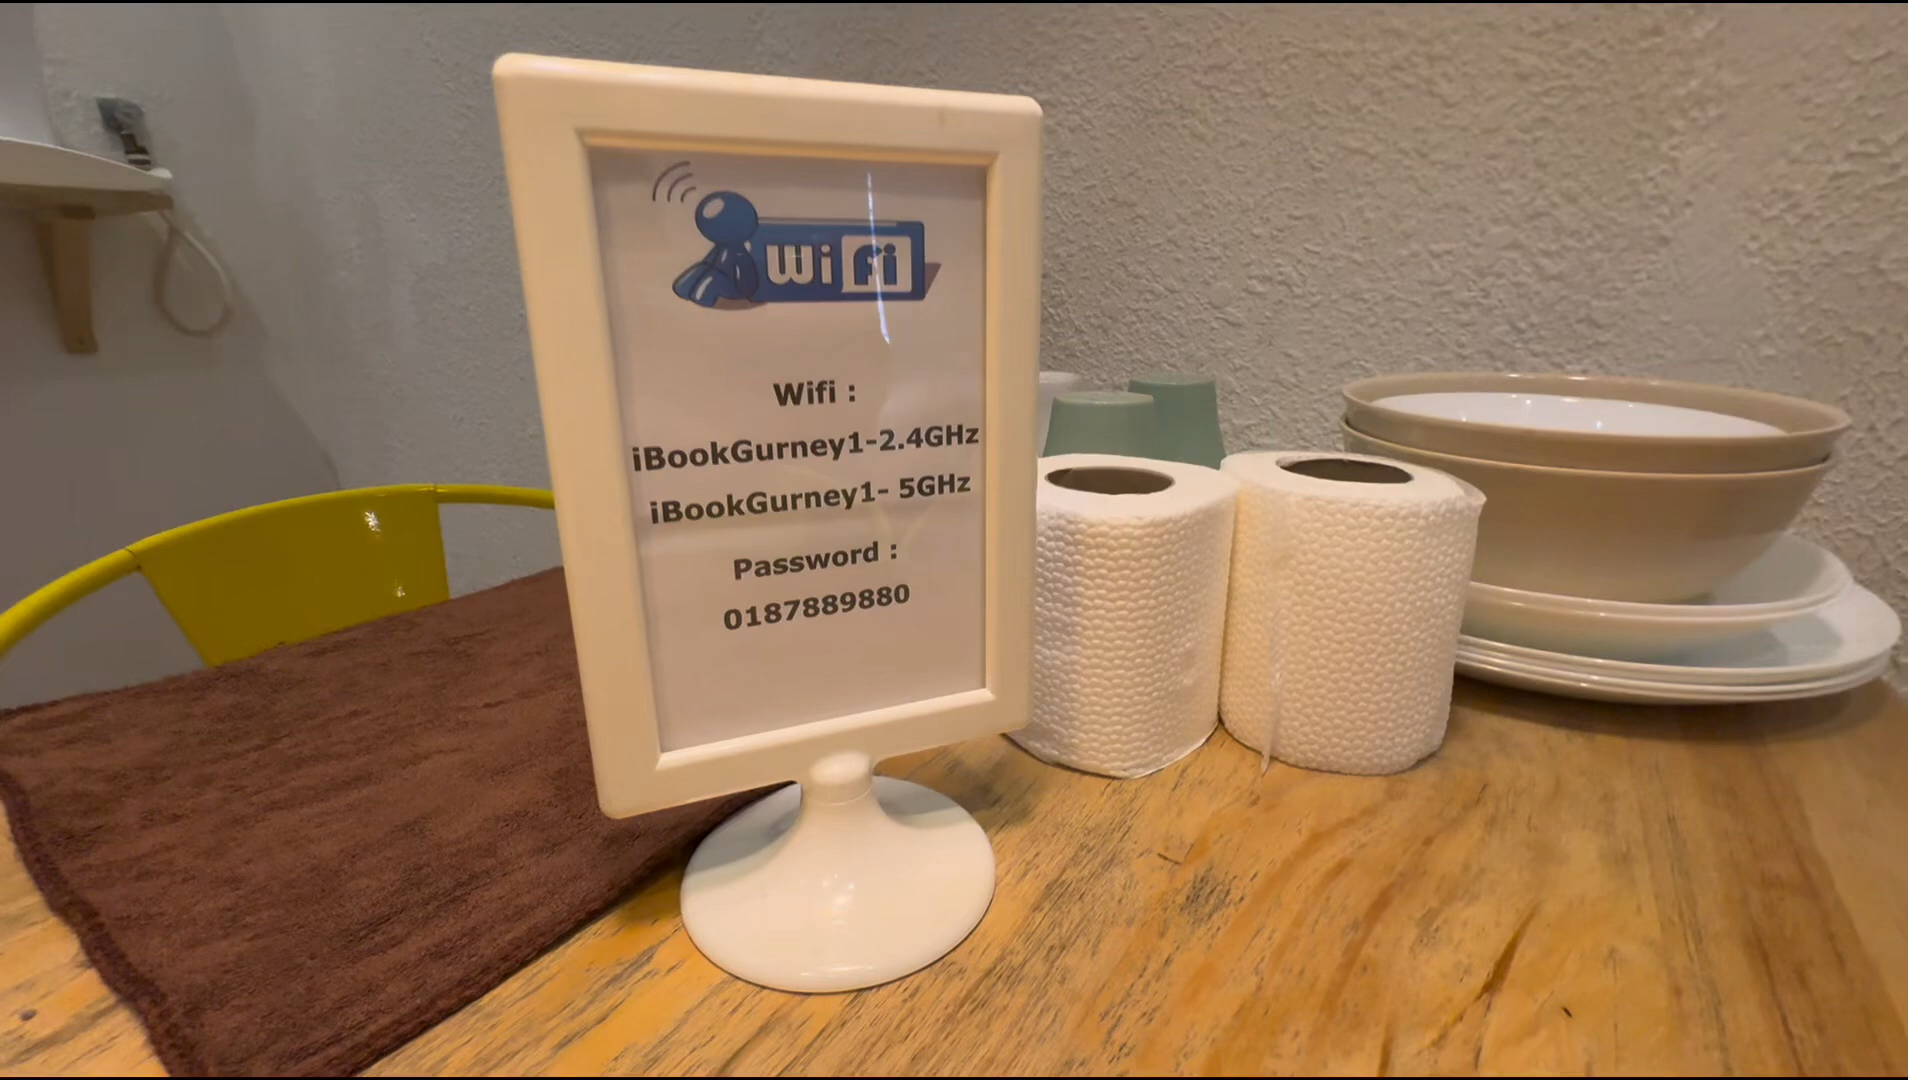 Wifi
Wifi :
iBookGurney1-2.4GHz
iBookGurney1- 5GHz
Password :
0187889880